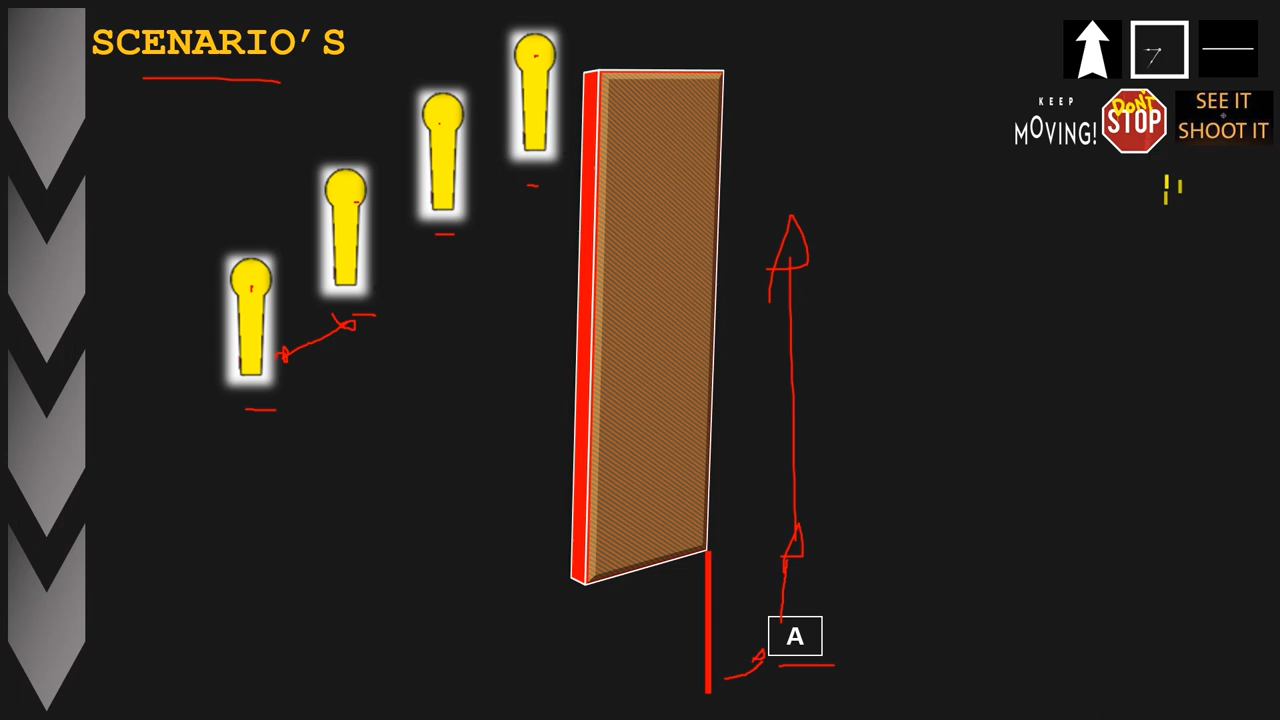 SCENARIO'S
KEEP
MOVING!
DON'T
STOP
SEE IT
+
SHOOT IT
A